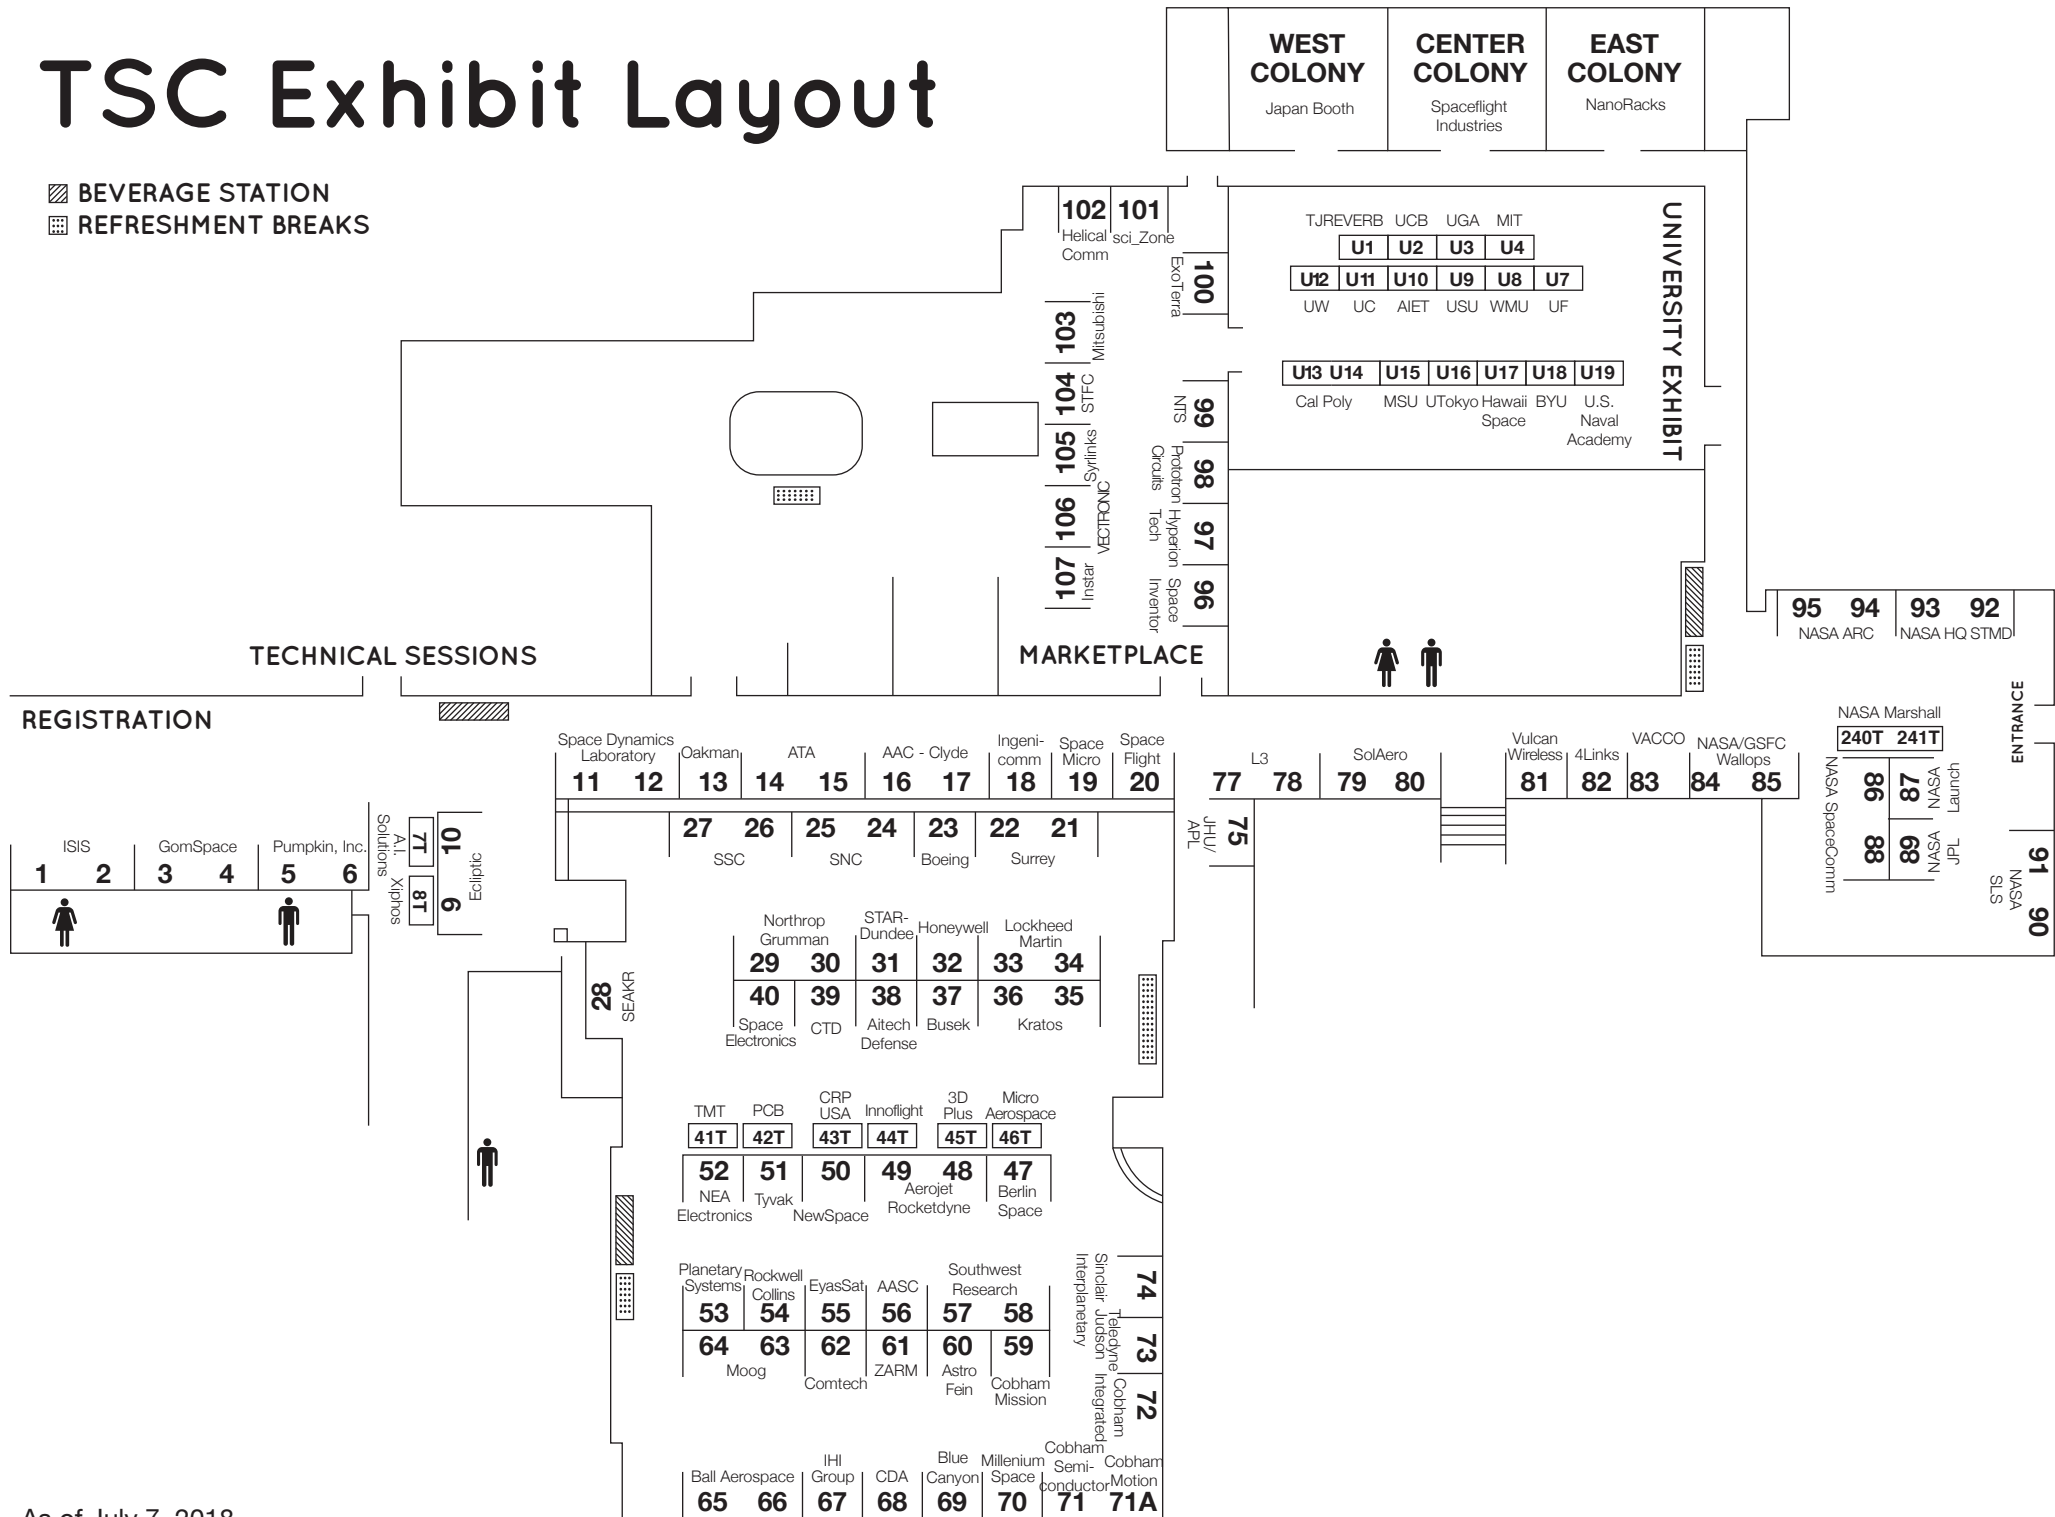 TSC Exhibit Layout
BEVERAGE STATION
REFRESHMENT BREAKS
WEST
COLONY
Japan Booth
CENTER
COLONY
Spaceflight
Industries
EAST
COLONY
NanoRacks
102 101
Helical
Comm
sci_Zone
100
ExoTerra
TJREVERB UCB UGA MIT
U1 U2 U3 U4
U12 U11 U10 U9 U8 U7
UW UC AIET USU WMU UF
U13 U14 U15 U16 U17 U18 U19
Cal Poly MSU UTokyo Hawaii
Space
BYU U.S.
Naval
Academy
UNIVERSITY EXHIBIT
103
Mitsubishi
104
STFC
105
Syrlinks
106
VECTRONIC
107
Instar
99
NTS
98
Prototron
Circuits
97
Hyperion
Tech
96
Space
Inventor
TECHNICAL SESSIONS
MARKETPLACE
REGISTRATION
95 94 93 92
NASA ARC NASA HQ STMD
ENTRANCE
NASA Marshall
240T 241T
86
88
NASA SpaceComm
87
NASA
Launch
89
NASA
JPL
91
90
NASA
SLS
Space Dynamics
Laboratory
11 12
Oakman
13
ATA
14 15
AAC - Clyde
16 17
Ingeni-
comm
18
Space
Micro
19
Space
Flight
20
L3
77 78
SolAero
79 80
Vulcan
Wireless
81
4Links
82
VACCO
83
NASA/GSFC
Wallops
84 85
27 26 25 24 23 22 21
SSC SNC Boeing Surrey
75
JHU/
APL
ISIS
1 2
GomSpace
3 4
Pumpkin, Inc.
5 6
A.I.
Solutions
7T
Xiphos
8T
10
9
Ecliptic
28
SEAKR
Northrop
Grumman
STAR-
Dundee
Honeywell
Lockheed
Martin
29 30 31 32 33 34
40 39 38 37 36 35
Space
Electronics
CTD
Aitech
Defense
Busek
Kratos
TMT
PCB
CRP
USA
Innoflight
3D
Plus
Micro
Aerospace
41T 42T 43T 44T 45T 46T
52 51 50 49 48 47
NEA
Electronics
Tyvak
NewSpace
Aerojet
Rocketdyne
Berlin
Space
Planetary
Systems
Rockwell
Collins
EyasSat
AASC
Southwest
Research
53 54 55 56 57 58
64 63 62 61 60 59
Moog
Comtech
ZARM
Astro
Fein
Cobham
Mission
74
Sinclair
Interplanetary
73
Teledyne
Judson
72
Cobham
Integrated
Ball Aerospace
IHI
Group
CDA
Blue
Canyon
Millenium
Space
Cobham
Semi-
conductor
Cobham
Motion
65 66 67 68 69 70 71 71A
As of July 7, 2018